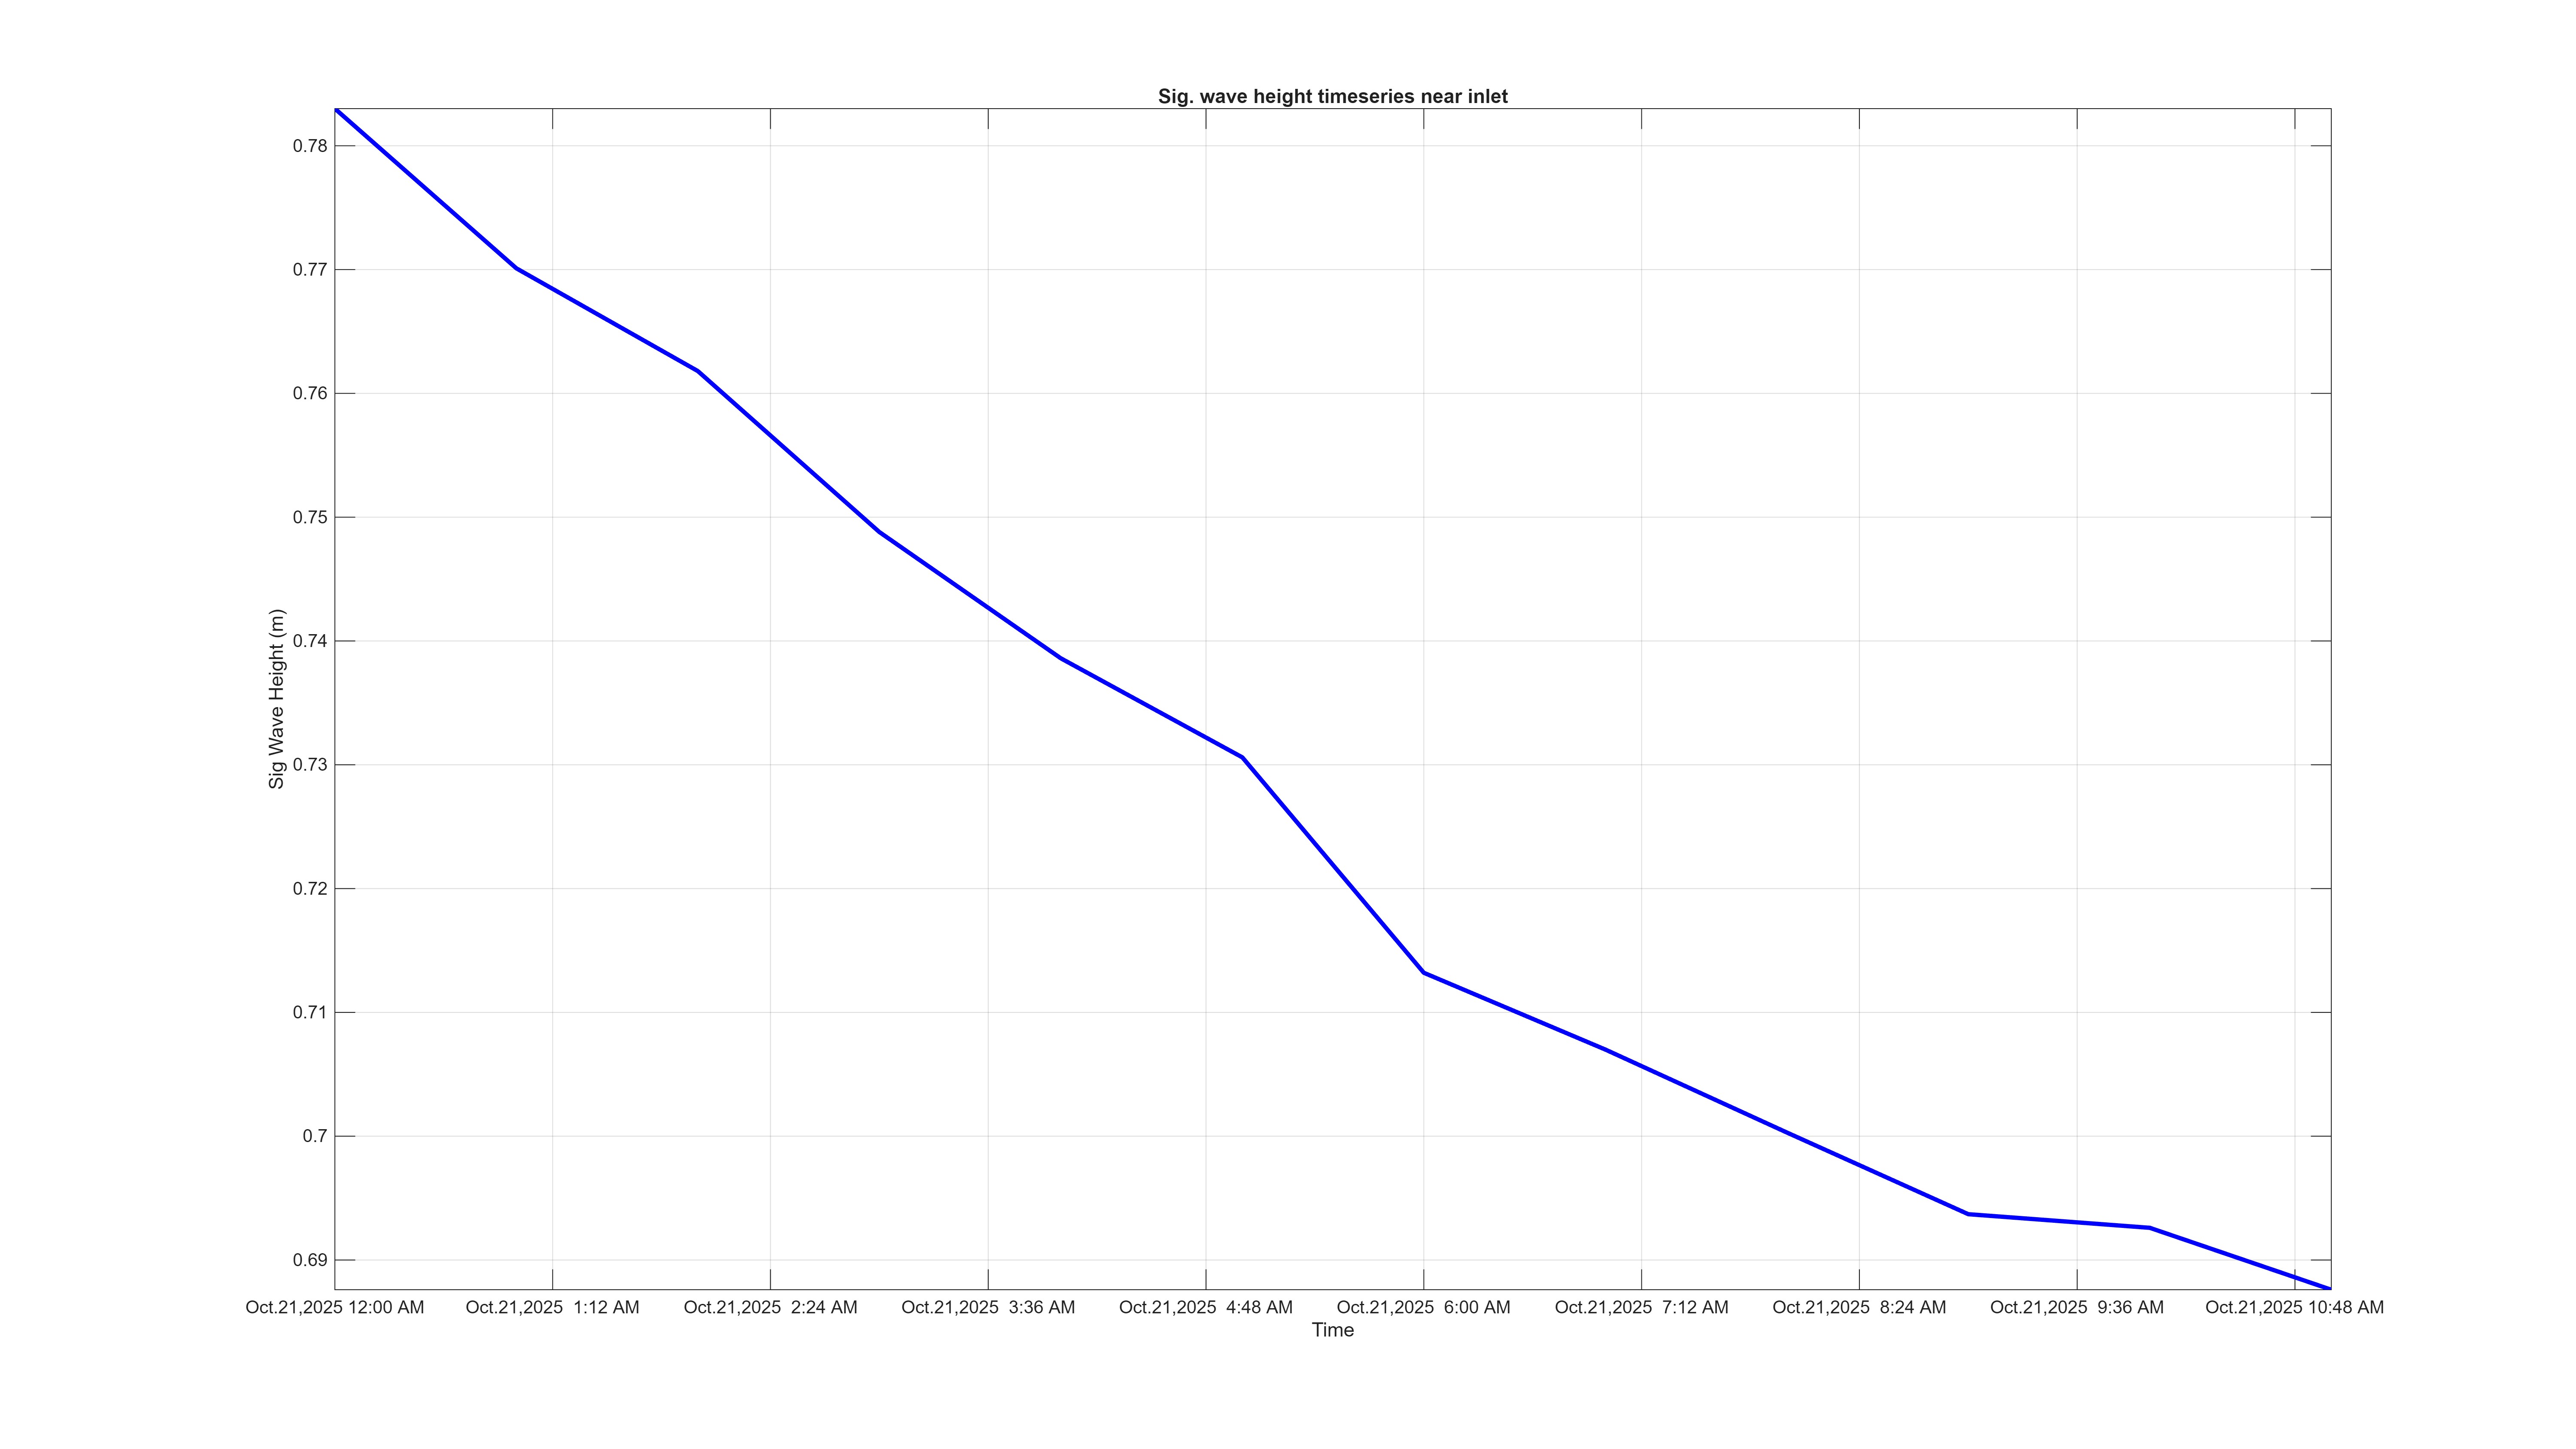 Sig. wave height timeseries near inlet
0.78
0.77
0.76
0.75
0.74
0.73
0.72
0.71
0.7
0.69
Sig Wave Height (m)
Oct.21,2025 12:00 AM
Oct.21,2025  1:12 AM
Oct.21,2025  2:24 AM
Oct.21,2025  3:36 AM
Oct.21,2025  4:48 AM
Oct.21,2025  6:00 AM
Oct.21,2025  7:12 AM
Oct.21,2025  8:24 AM
Oct.21,2025  9:36 AM
Oct.21,2025 10:48 AM
Time